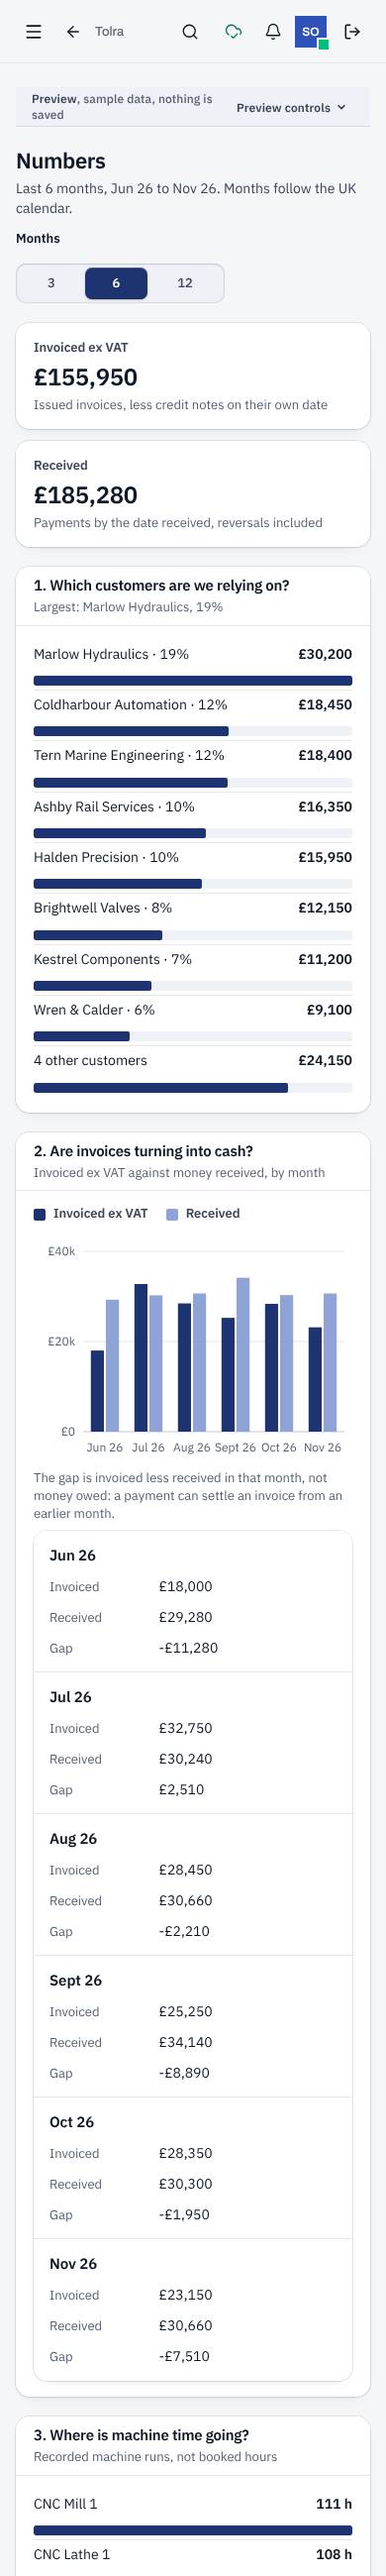 Tolra
SO
Preview, sample data, nothing is
saved
Preview controls
Numbers
Last 6 months, Jun 26 to Nov 26. Months follow the UK
calendar.
Months
3 6 12
Invoiced ex VAT
£155,950
Issued invoices, less credit notes on their own date
Received
£185,280
Payments by the date received, reversals included
1. Which customers are we relying on?
Largest: Marlow Hydraulics, 19%
Marlow Hydraulics · 19% £30,200
Coldharbour Automation · 12% £18,450
Tern Marine Engineering · 12% £18,400
Ashby Rail Services · 10% £16,350
Halden Precision · 10% £15,950
Brightwell Valves · 8% £12,150
Kestrel Components · 7% £11,200
Wren & Calder · 6% £9,100
4 other customers £24,150
2. Are invoices turning into cash?
Invoiced ex VAT against money received, by month
Invoiced ex VAT Received
£40k
£20k
£0
Jun 26 Jul 26 Aug 26 Sept 26 Oct 26 Nov 26
The gap is invoiced less received in that month, not
money owed: a payment can settle an invoice from an
earlier month.
Jun 26
Invoiced £18,000
Received £29,280
Gap -£11,280
Jul 26
Invoiced £32,750
Received £30,240
Gap £2,510
Aug 26
Invoiced £28,450
Received £30,660
Gap -£2,210
Sept 26
Invoiced £25,250
Received £34,140
Gap -£8,890
Oct 26
Invoiced £28,350
Received £30,300
Gap -£1,950
Nov 26
Invoiced £23,150
Received £30,660
Gap -£7,510
3. Where is machine time going?
Recorded machine runs, not booked hours
CNC Mill 1 111 h
CNC Lathe 1 108 h